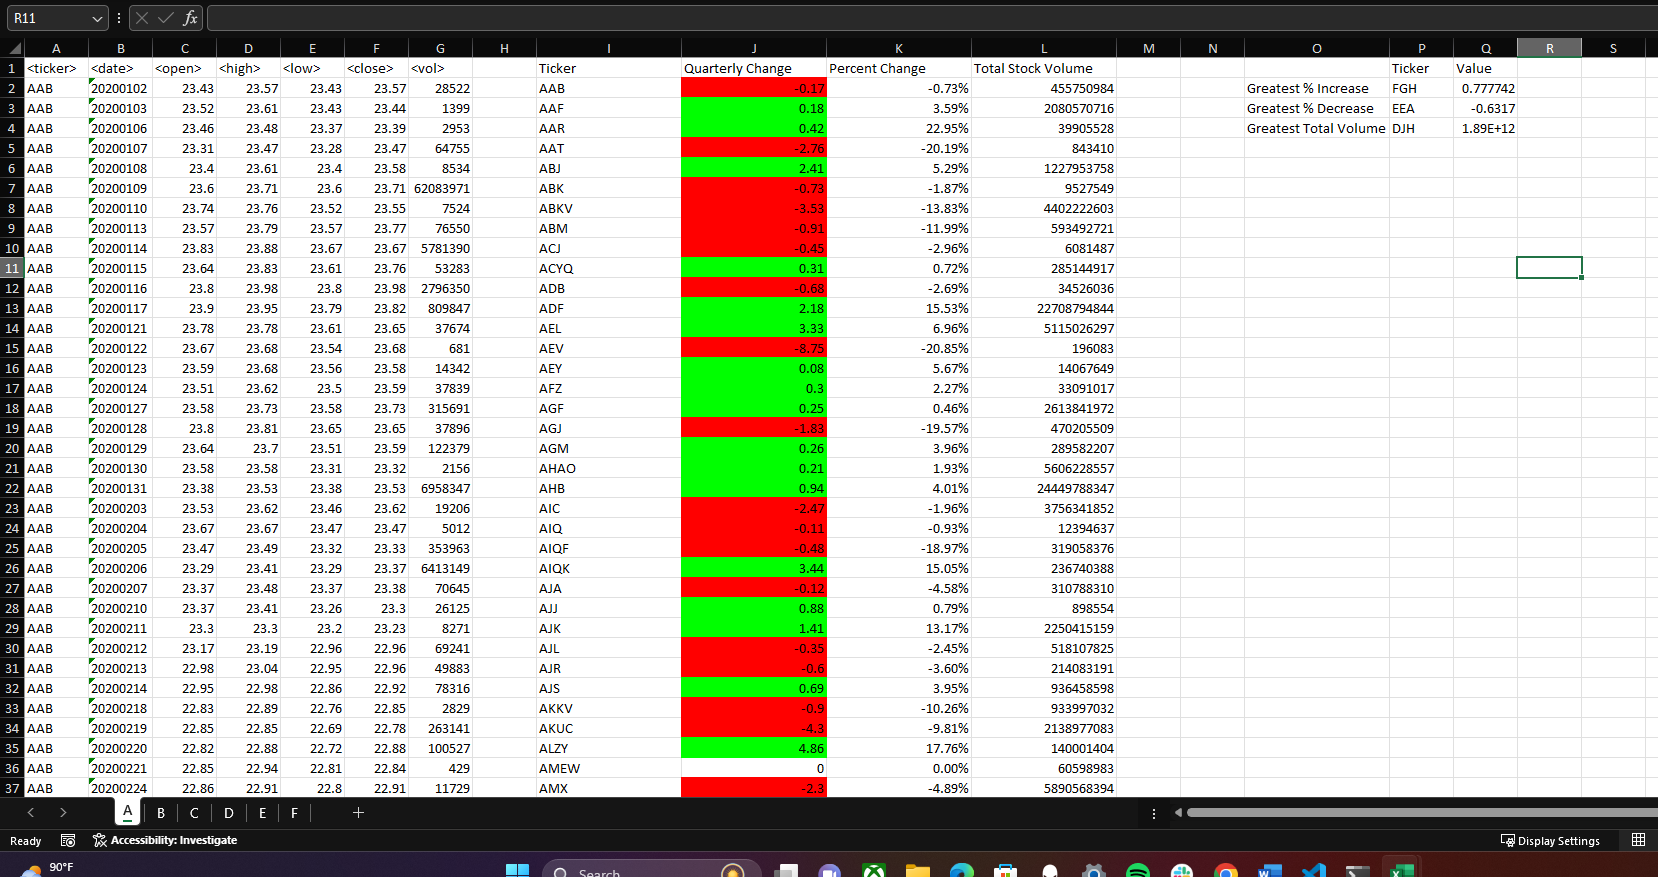 R11 fx
A B C D E F G H I J K L M N O P Q R S
1 <ticker> <date> <open> <high> <low> <close> <vol> Ticker Quarterly Change Percent Change Total Stock Volume Ticker Value
2 AAB 20200102 23.43 23.57 23.43 23.57 28522 AAB -0.17 -0.73% 455750984 Greatest % Increase FGH 0.777742
3 AAB 20200103 23.52 23.61 23.43 23.44 1399 AAF 0.18 3.59% 2080570716 Greatest % Decrease EEA -0.6317
4 AAB 20200106 23.46 23.48 23.37 23.39 2953 AAR 0.42 22.95% 39905528 Greatest Total Volume DJH 1.89E+12
5 AAB 20200107 23.31 23.47 23.28 23.47 64755 AAT -2.76 -20.19% 843410
6 AAB 20200108 23.4 23.61 23.4 23.58 8534 ABJ 2.41 5.29% 1227953758
7 AAB 20200109 23.6 23.71 23.6 23.71 62083971 ABK -0.73 -1.87% 9527549
8 AAB 20200110 23.74 23.76 23.52 23.55 7524 ABKV -3.53 -13.83% 4402222603
9 AAB 20200113 23.57 23.79 23.57 23.77 76550 ABM -0.91 -11.99% 593492721
10 AAB 20200114 23.83 23.88 23.67 23.67 5781390 ACJ -0.45 -2.96% 6081487
11 AAB 20200115 23.64 23.83 23.61 23.76 53283 ACYQ 0.31 0.72% 285144917
12 AAB 20200116 23.8 23.98 23.8 23.98 2796350 ADB -0.68 -2.69% 34526036
13 AAB 20200117 23.9 23.95 23.79 23.82 809847 ADF 2.18 15.53% 22708794844
14 AAB 20200121 23.78 23.78 23.61 23.65 37674 AEL 3.33 6.96% 5115026297
15 AAB 20200122 23.67 23.68 23.54 23.68 681 AEV -8.75 -20.85% 196083
16 AAB 20200123 23.59 23.68 23.56 23.58 14342 AEY 0.08 5.67% 14067649
17 AAB 20200124 23.51 23.62 23.5 23.59 37839 AFZ 0.3 2.27% 33091017
18 AAB 20200127 23.58 23.73 23.58 23.73 315691 AGF 0.25 0.46% 2613841972
19 AAB 20200128 23.8 23.81 23.65 23.65 37896 AGJ -1.83 -19.57% 470205509
20 AAB 20200129 23.64 23.7 23.51 23.59 122379 AGM 0.26 3.96% 289582207
21 AAB 20200130 23.58 23.58 23.31 23.32 2156 AHAO 0.21 1.93% 5606228557
22 AAB 20200131 23.38 23.53 23.38 23.53 6958347 AHB 0.94 4.01% 24449788347
23 AAB 20200203 23.53 23.62 23.46 23.62 19206 AIC -2.47 -1.96% 3756341852
24 AAB 20200204 23.67 23.67 23.47 23.47 5012 AIQ -0.11 -0.93% 12394637
25 AAB 20200205 23.47 23.49 23.32 23.33 353963 AIQF -0.48 -18.97% 319058376
26 AAB 20200206 23.29 23.41 23.29 23.37 6413149 AIQK 3.44 15.05% 236740388
27 AAB 20200207 23.37 23.48 23.37 23.38 70645 AJA -0.12 -4.58% 310788310
28 AAB 20200210 23.37 23.41 23.26 23.3 26125 AJJ 0.88 0.79% 898554
29 AAB 20200211 23.3 23.3 23.2 23.23 8271 AJK 1.41 13.17% 2250415159
30 AAB 20200212 23.17 23.19 22.96 22.96 69241 AJL -0.35 -2.45% 518107825
31 AAB 20200213 22.98 23.04 22.95 22.96 49883 AJR -0.6 -3.60% 214083191
32 AAB 20200214 22.95 22.98 22.86 22.92 78316 AJS 0.69 3.95% 936458598
33 AAB 20200218 22.83 22.89 22.76 22.85 2829 AKKV -0.9 -10.26% 933997032
34 AAB 20200219 22.85 22.85 22.69 22.78 263141 AKUC -4.3 -9.81% 2138977083
35 AAB 20200220 22.82 22.88 22.72 22.88 100527 ALZY 4.86 17.76% 140001404
36 AAB 20200221 22.85 22.94 22.81 22.84 429 AMEW 0 0.00% 60598983
37 AAB 20200224 22.86 22.91 22.8 22.91 11729 AMX -2.3 -4.89% 5890568394
A B C D E F
Ready Accessibility: Investigate Display Settings
90°F Search